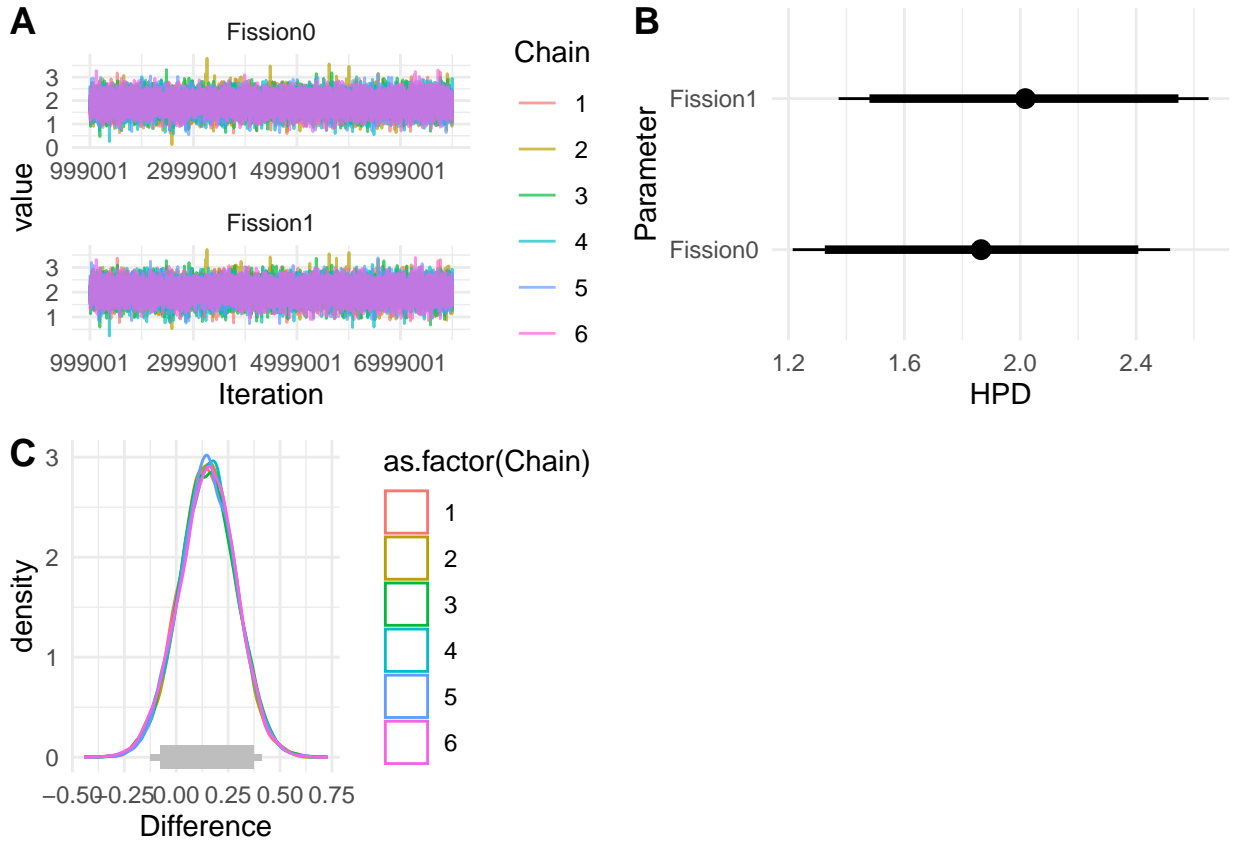 A
Fission0
3
2
1
0
999001 2999001 4999001 6999001
value
Fission1
3
2
1
999001 2999001 4999001 6999001
Iteration
Chain
1
2
3
4
5
6
B
Parameter
Fission1
Fission0
1.2 1.6 2.0 2.4
HPD
C
density
3
2
1
0
−0.50 −0.25 0.00 0.25 0.50 0.75
Difference
as.factor(Chain)
1
2
3
4
5
6